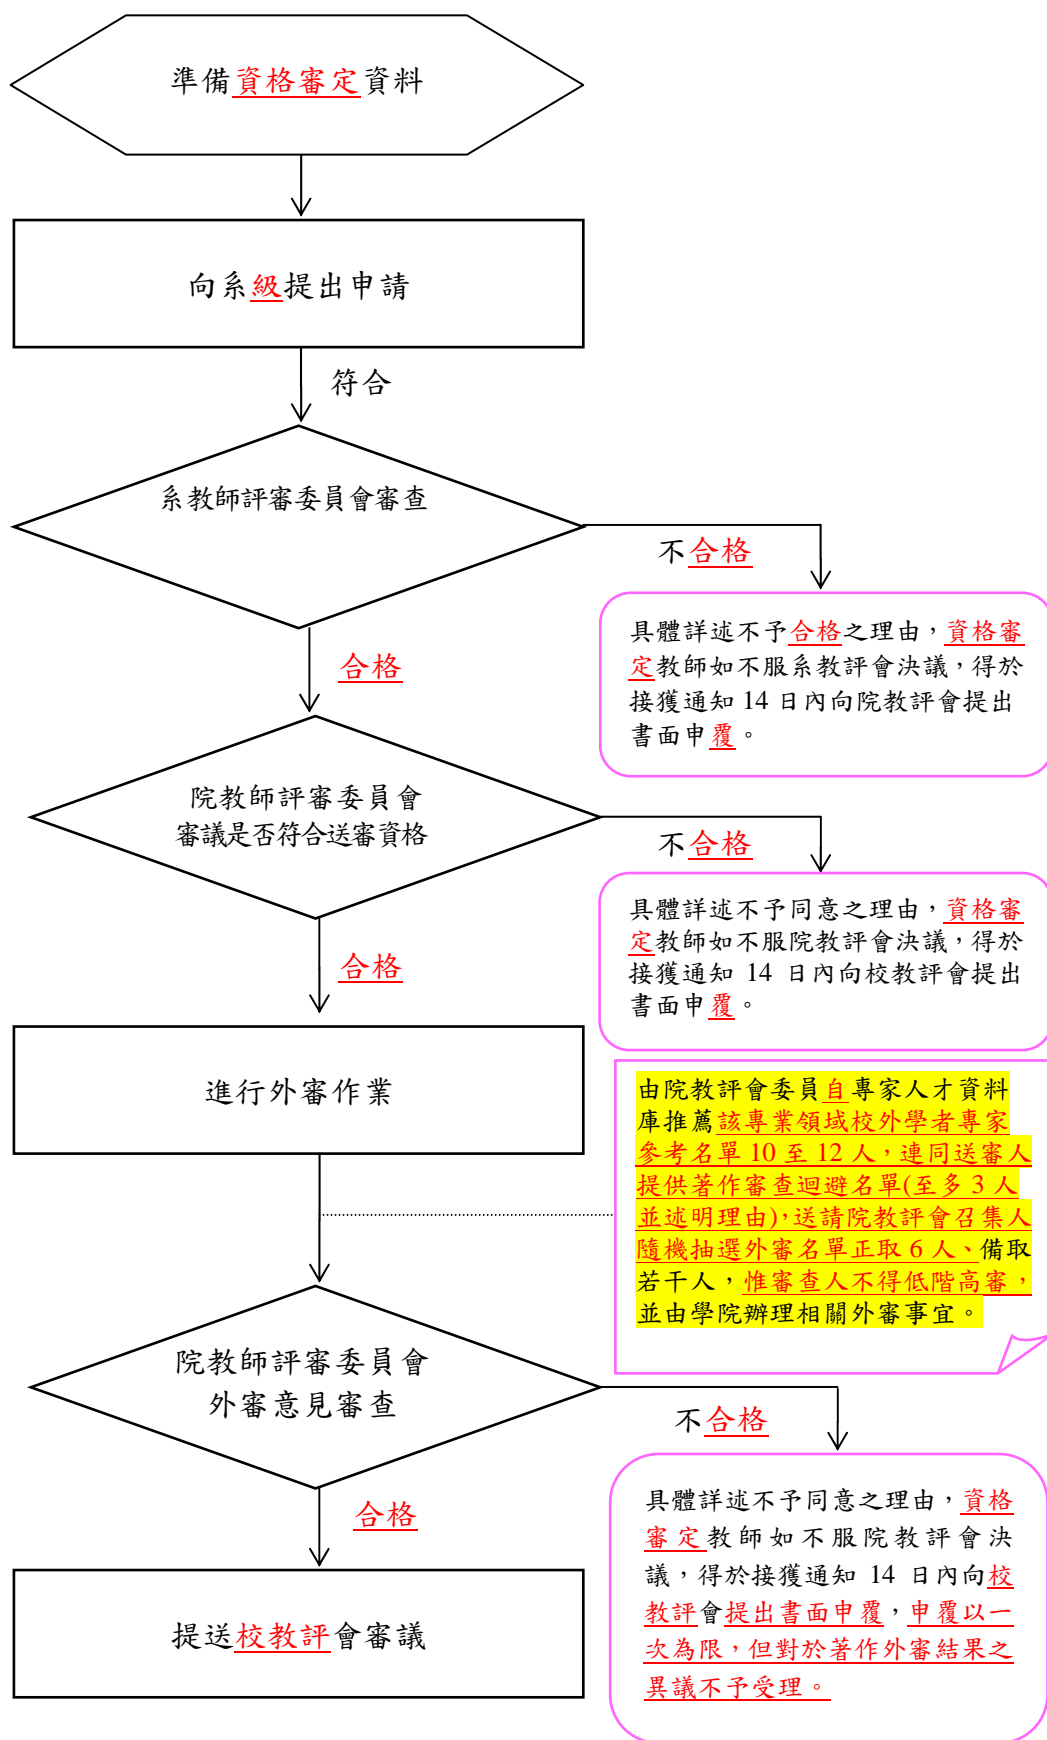 準備資格審定資料
向系級提出申請
符合
系教師評審委員會審查
不合格
具體詳述不予合格之理由，資格審
定教師如不服系教評會決議，得於
接獲通知 14 日內向院教評會提出
書面申覆。
合格
院教師評審委員會
審議是否符合送審資格
不合格
具體詳述不予同意之理由，資格審
定教師如不服院教評會決議，得於
接獲通知 14 日內向校教評會提出
書面申覆。
合格
進行外審作業
由院教評會委員自專家人才資料
庫推薦該專業領域校外學者專家
參考名單 10 至 12 人，連同送審人
提供著作審查迴避名單(至多 3 人
並述明理由),送請院教評會召集人
隨機抽選外審名單正取 6 人、備取
若干人，惟審查人不得低階高審，
並由學院辦理相關外審事宜。
院教師評審委員會
外審意見審查
不合格
具體詳述不予同意之理由，資格
審定教師如不服院教評會決
議，得於接獲通知 14 日內向校
教評會提出書面申覆，申覆以一
次為限，但對於著作外審結果之
異議不予受理。
合格
提送校教評會審議